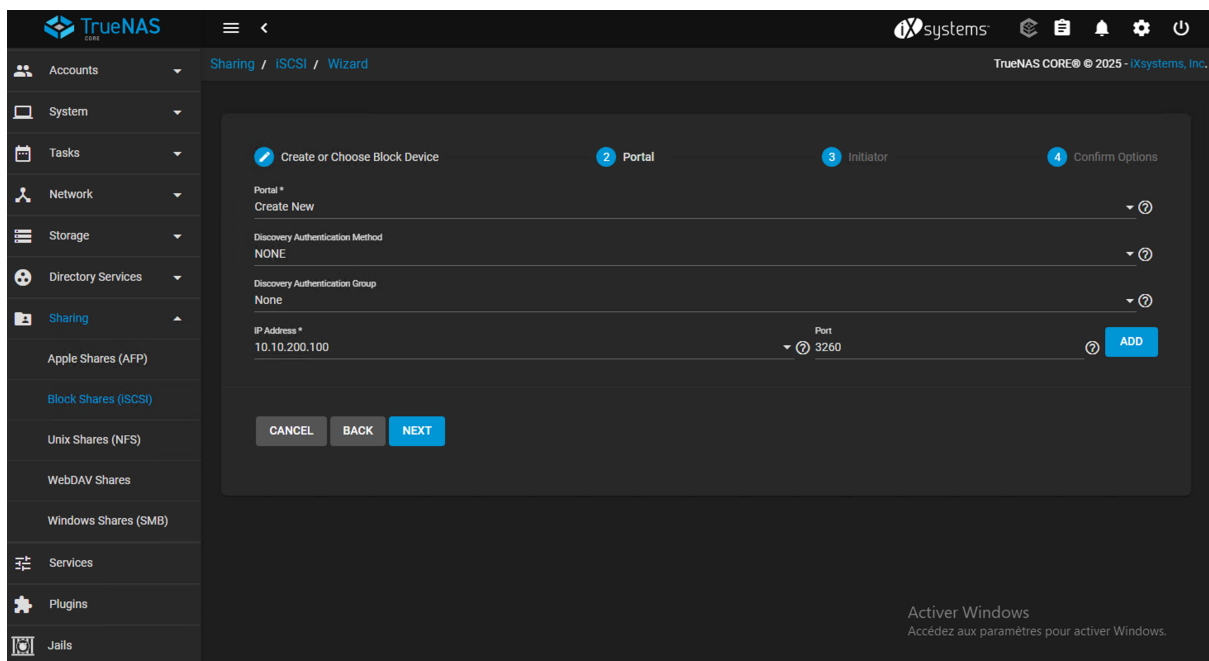 TrueNAS
CORE
iXsystems
Accounts
Sharing / iSCSI / Wizard
TrueNAS CORE® © 2025 - iXsystems, Inc.
System
Tasks
Network
Storage
Directory Services
Sharing
Apple Shares (AFP)
Block Shares (iSCSI)
Unix Shares (NFS)
WebDAV Shares
Windows Shares (SMB)
Services
Plugins
Jails
Create or Choose Block Device
2 Portal
3 Initiator
4 Confirm Options
Portal *
Create New
Discovery Authentication Method
NONE
Discovery Authentication Group
None
IP Address *
10.10.200.100
Port
3260
ADD
CANCEL BACK NEXT
Activer Windows
Accédez aux paramètres pour activer Windows.